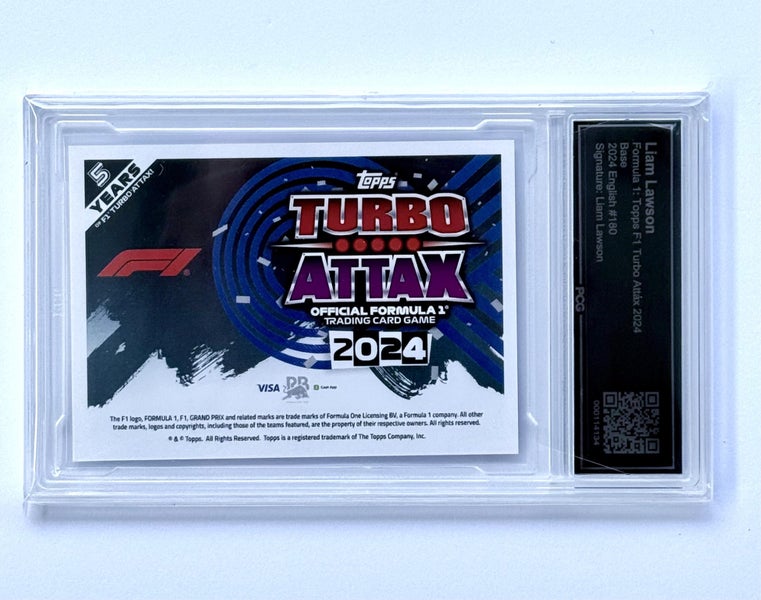 5
YEARS
OF F1® TURBO ATTAX!
F1
Topps
TURBO
ATTAX
OFFICIAL FORMULA 1®
TRADING CARD GAME
2024
VISA RB Cash App
The F1 logo, FORMULA 1, F1, GRAND PRIX and related marks are trade marks of Formula One Licensing BV, a Formula 1 company. All other
trade marks, logos and copyrights, including those of the teams featured, are the property of their respective owners. All rights reserved.
® & © Topps. All Rights Reserved. Topps is a registered trademark of The Topps Company, Inc.
Liam Lawson
Formula 1: Topps F1 Turbo Attax 2024
Base
2024 English #180
Signature: Liam Lawson
PCG
000114134